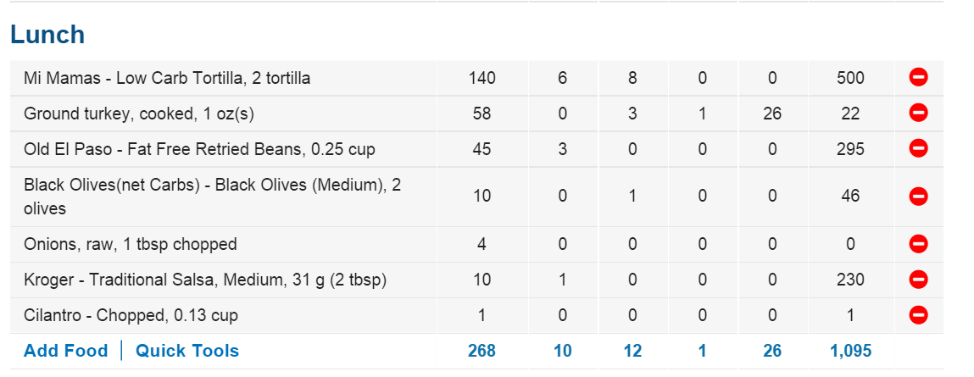 Lunch
Mi Mamas - Low Carb Tortilla, 2 tortilla 140 6 8 0 0 500
Ground turkey, cooked, 1 oz(s) 58 0 3 1 26 22
Old El Paso - Fat Free Retried Beans, 0.25 cup 45 3 0 0 0 295
Black Olives(net Carbs) - Black Olives (Medium), 2
olives 10 0 1 0 0 46
Onions, raw, 1 tbsp chopped 4 0 0 0 0 0
Kroger - Traditional Salsa, Medium, 31 g (2 tbsp) 10 1 0 0 0 230
Cilantro - Chopped, 0.13 cup 1 0 0 0 0 1
Add Food | Quick Tools 268 10 12 1 26 1,095